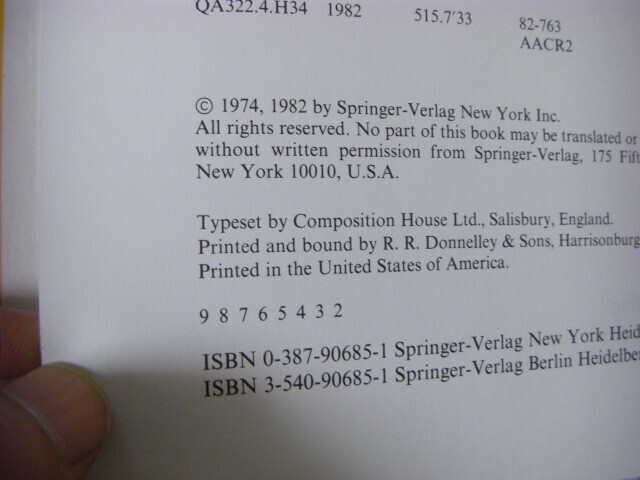 QA322.4.H34 1982 515.7′33 82-763
AACR2
© 1974, 1982 by Springer-Verlag New York Inc.
All rights reserved. No part of this book may be translated or
without written permission from Springer-Verlag, 175 Fift
New York 10010, U.S.A.
Typeset by Composition House Ltd., Salisbury, England.
Printed and bound by R. R. Donnelley & Sons, Harrisonburg
Printed in the United States of America.
9 8 7 6 5 4 3 2
ISBN 0-387-90685-1 Springer-Verlag New York Heid
ISBN 3-540-90685-1 Springer-Verlag Berlin Heidelber